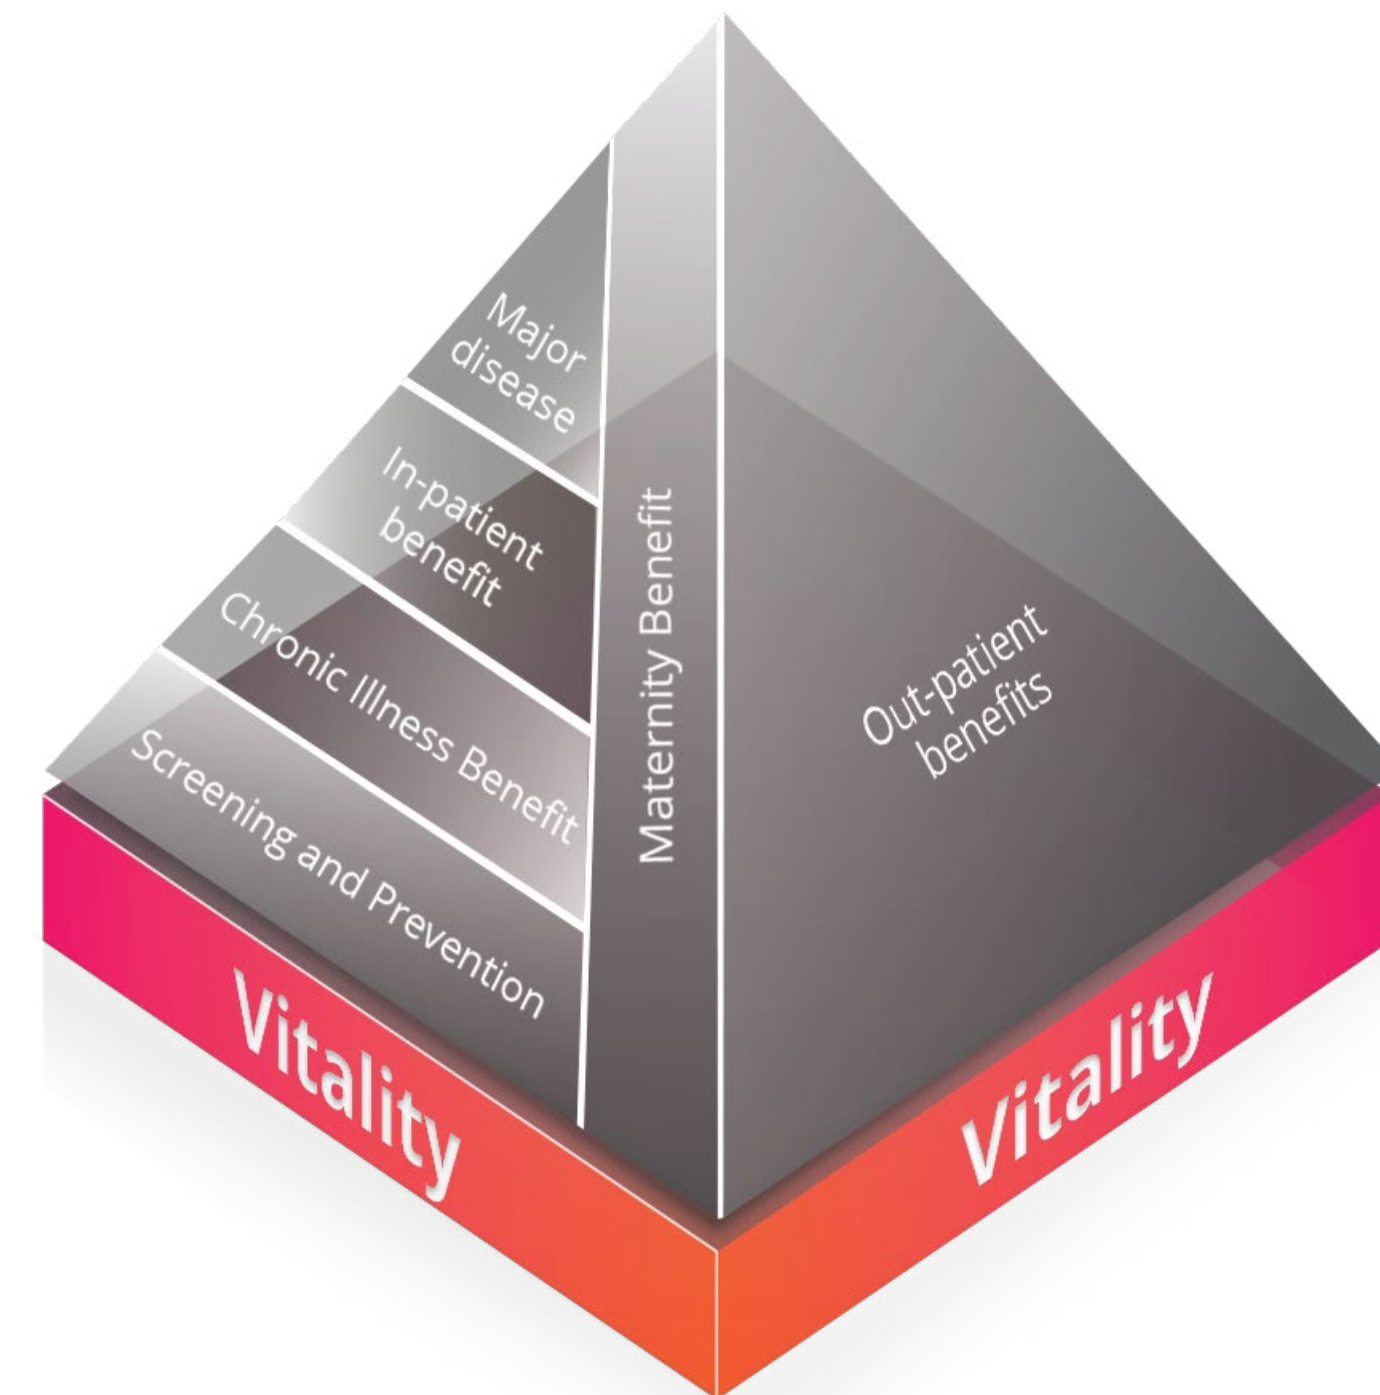 Major
disease
In-patient
benefit
Chronic Illness Benefit
Screening and Prevention
Maternity Benefit
Out-patient
benefits
Vitality
Vitality